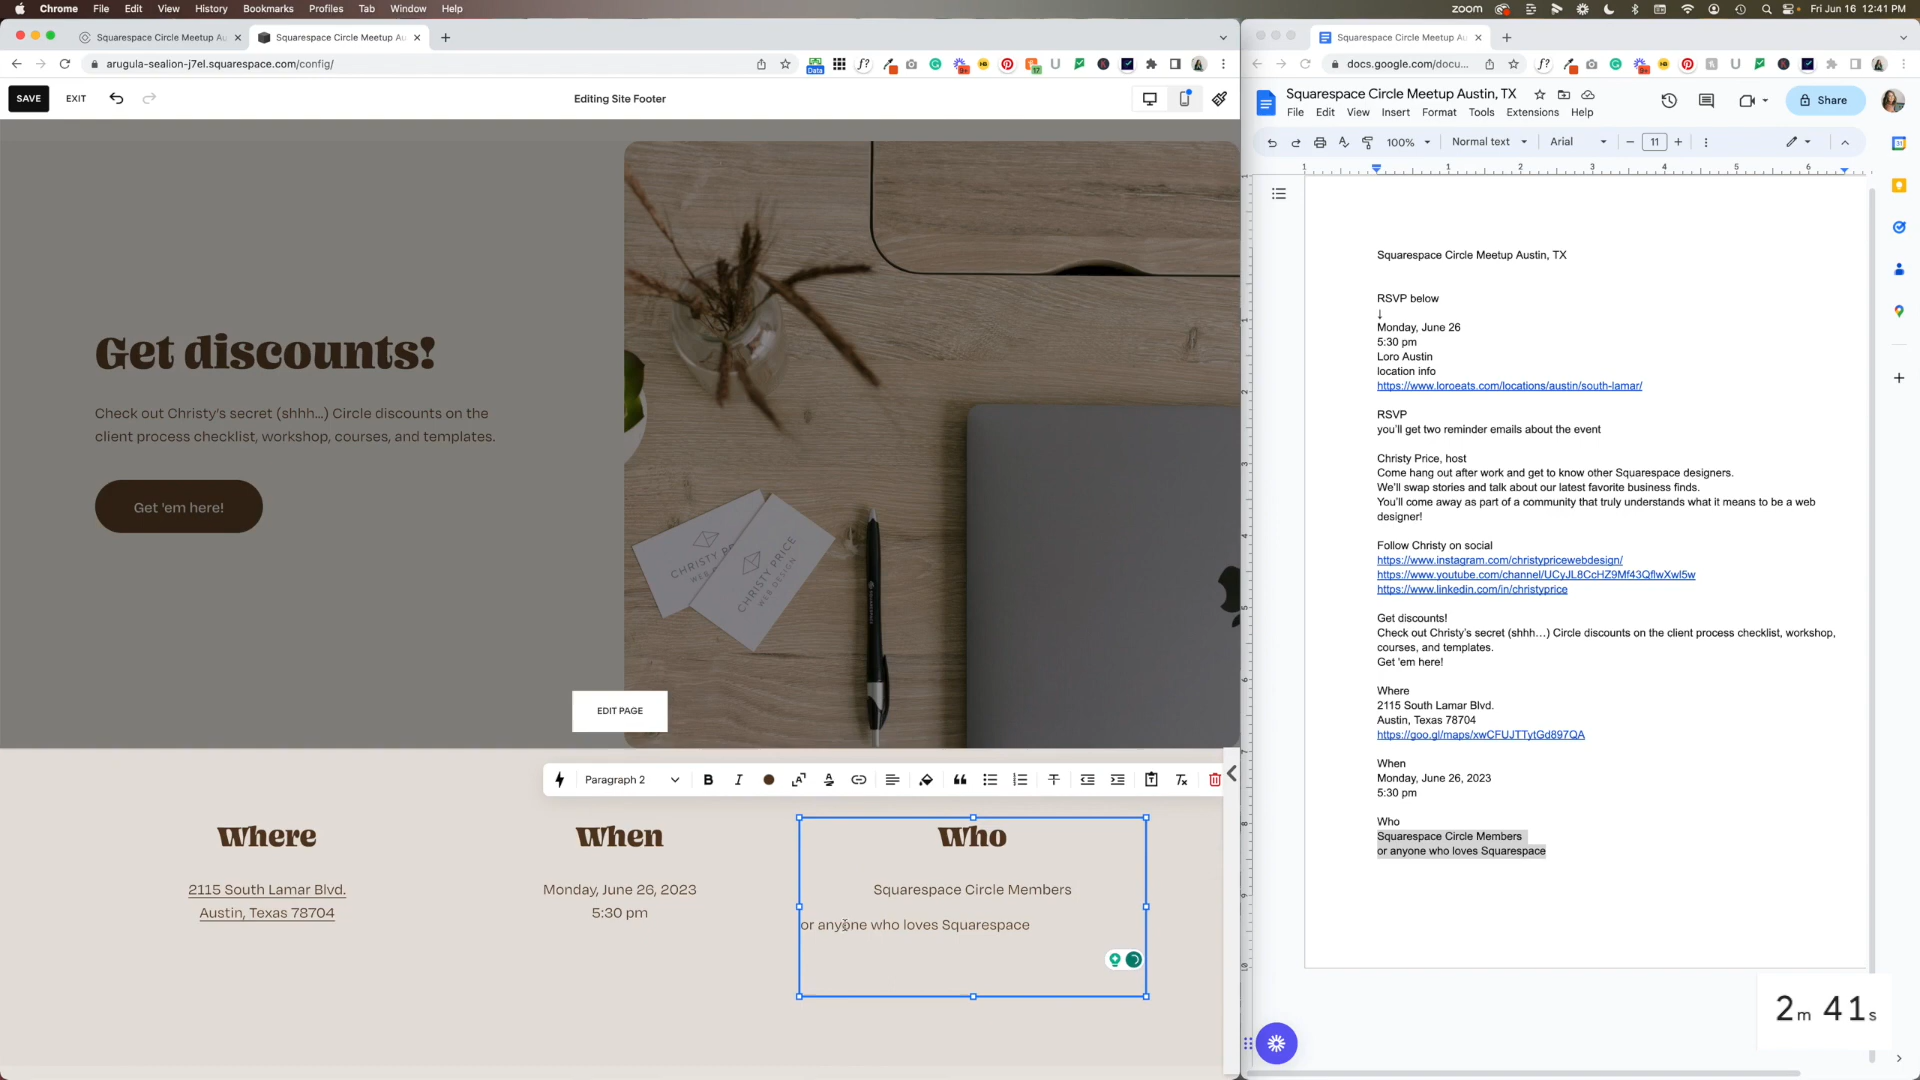 Chrome File Edit View History Bookmarks Profiles Tab Window Help
zoom Fri Jun 16 12:41 PM
Squarespace Circle Meetup Au
Squarespace Circle Meetup Au
arugula-sealion-j7el.squarespace.com/config/
SAVE EXIT
Editing Site Footer
Get discounts!
Check out Christy's secret (shhh...) Circle discounts on the
client process checklist, workshop, courses, and templates.
Get 'em here!
CHRISTY PRICE
WEB DESIGN
EDIT PAGE
Paragraph 2
Where
2115 South Lamar Blvd.
Austin, Texas 78704
When
Monday, June 26, 2023
5:30 pm
Who
Squarespace Circle Members
or anyone who loves Squarespace
Squarespace Circle Meetup Au
docs.google.com/docu...
Squarespace Circle Meetup Austin, TX
File Edit View Insert Format Tools Extensions Help
Share
100% Normal text Arial 11
Squarespace Circle Meetup Austin, TX
RSVP below
↓
Monday, June 26
5:30 pm
Loro Austin
location info
https://www.loroeats.com/locations/austin/south-lamar/
RSVP
you'll get two reminder emails about the event
Christy Price, host
Come hang out after work and get to know other Squarespace designers.
We'll swap stories and talk about our latest favorite business finds.
You'll come away as part of a community that truly understands what it means to be a web
designer!
Follow Christy on social
https://www.instagram.com/christypricewebdesign/
https://www.youtube.com/channel/UCyJL8CcHZ9Mf43QflwXwI5w
https://www.linkedin.com/in/christyprice
Get discounts!
Check out Christy's secret (shhh…) Circle discounts on the client process checklist, workshop,
courses, and templates.
Get 'em here!
Where
2115 South Lamar Blvd.
Austin, Texas 78704
https://goo.gl/maps/xwCFUJTTytGd897QA
When
Monday, June 26, 2023
5:30 pm
Who
Squarespace Circle Members
or anyone who loves Squarespace
2m 41s